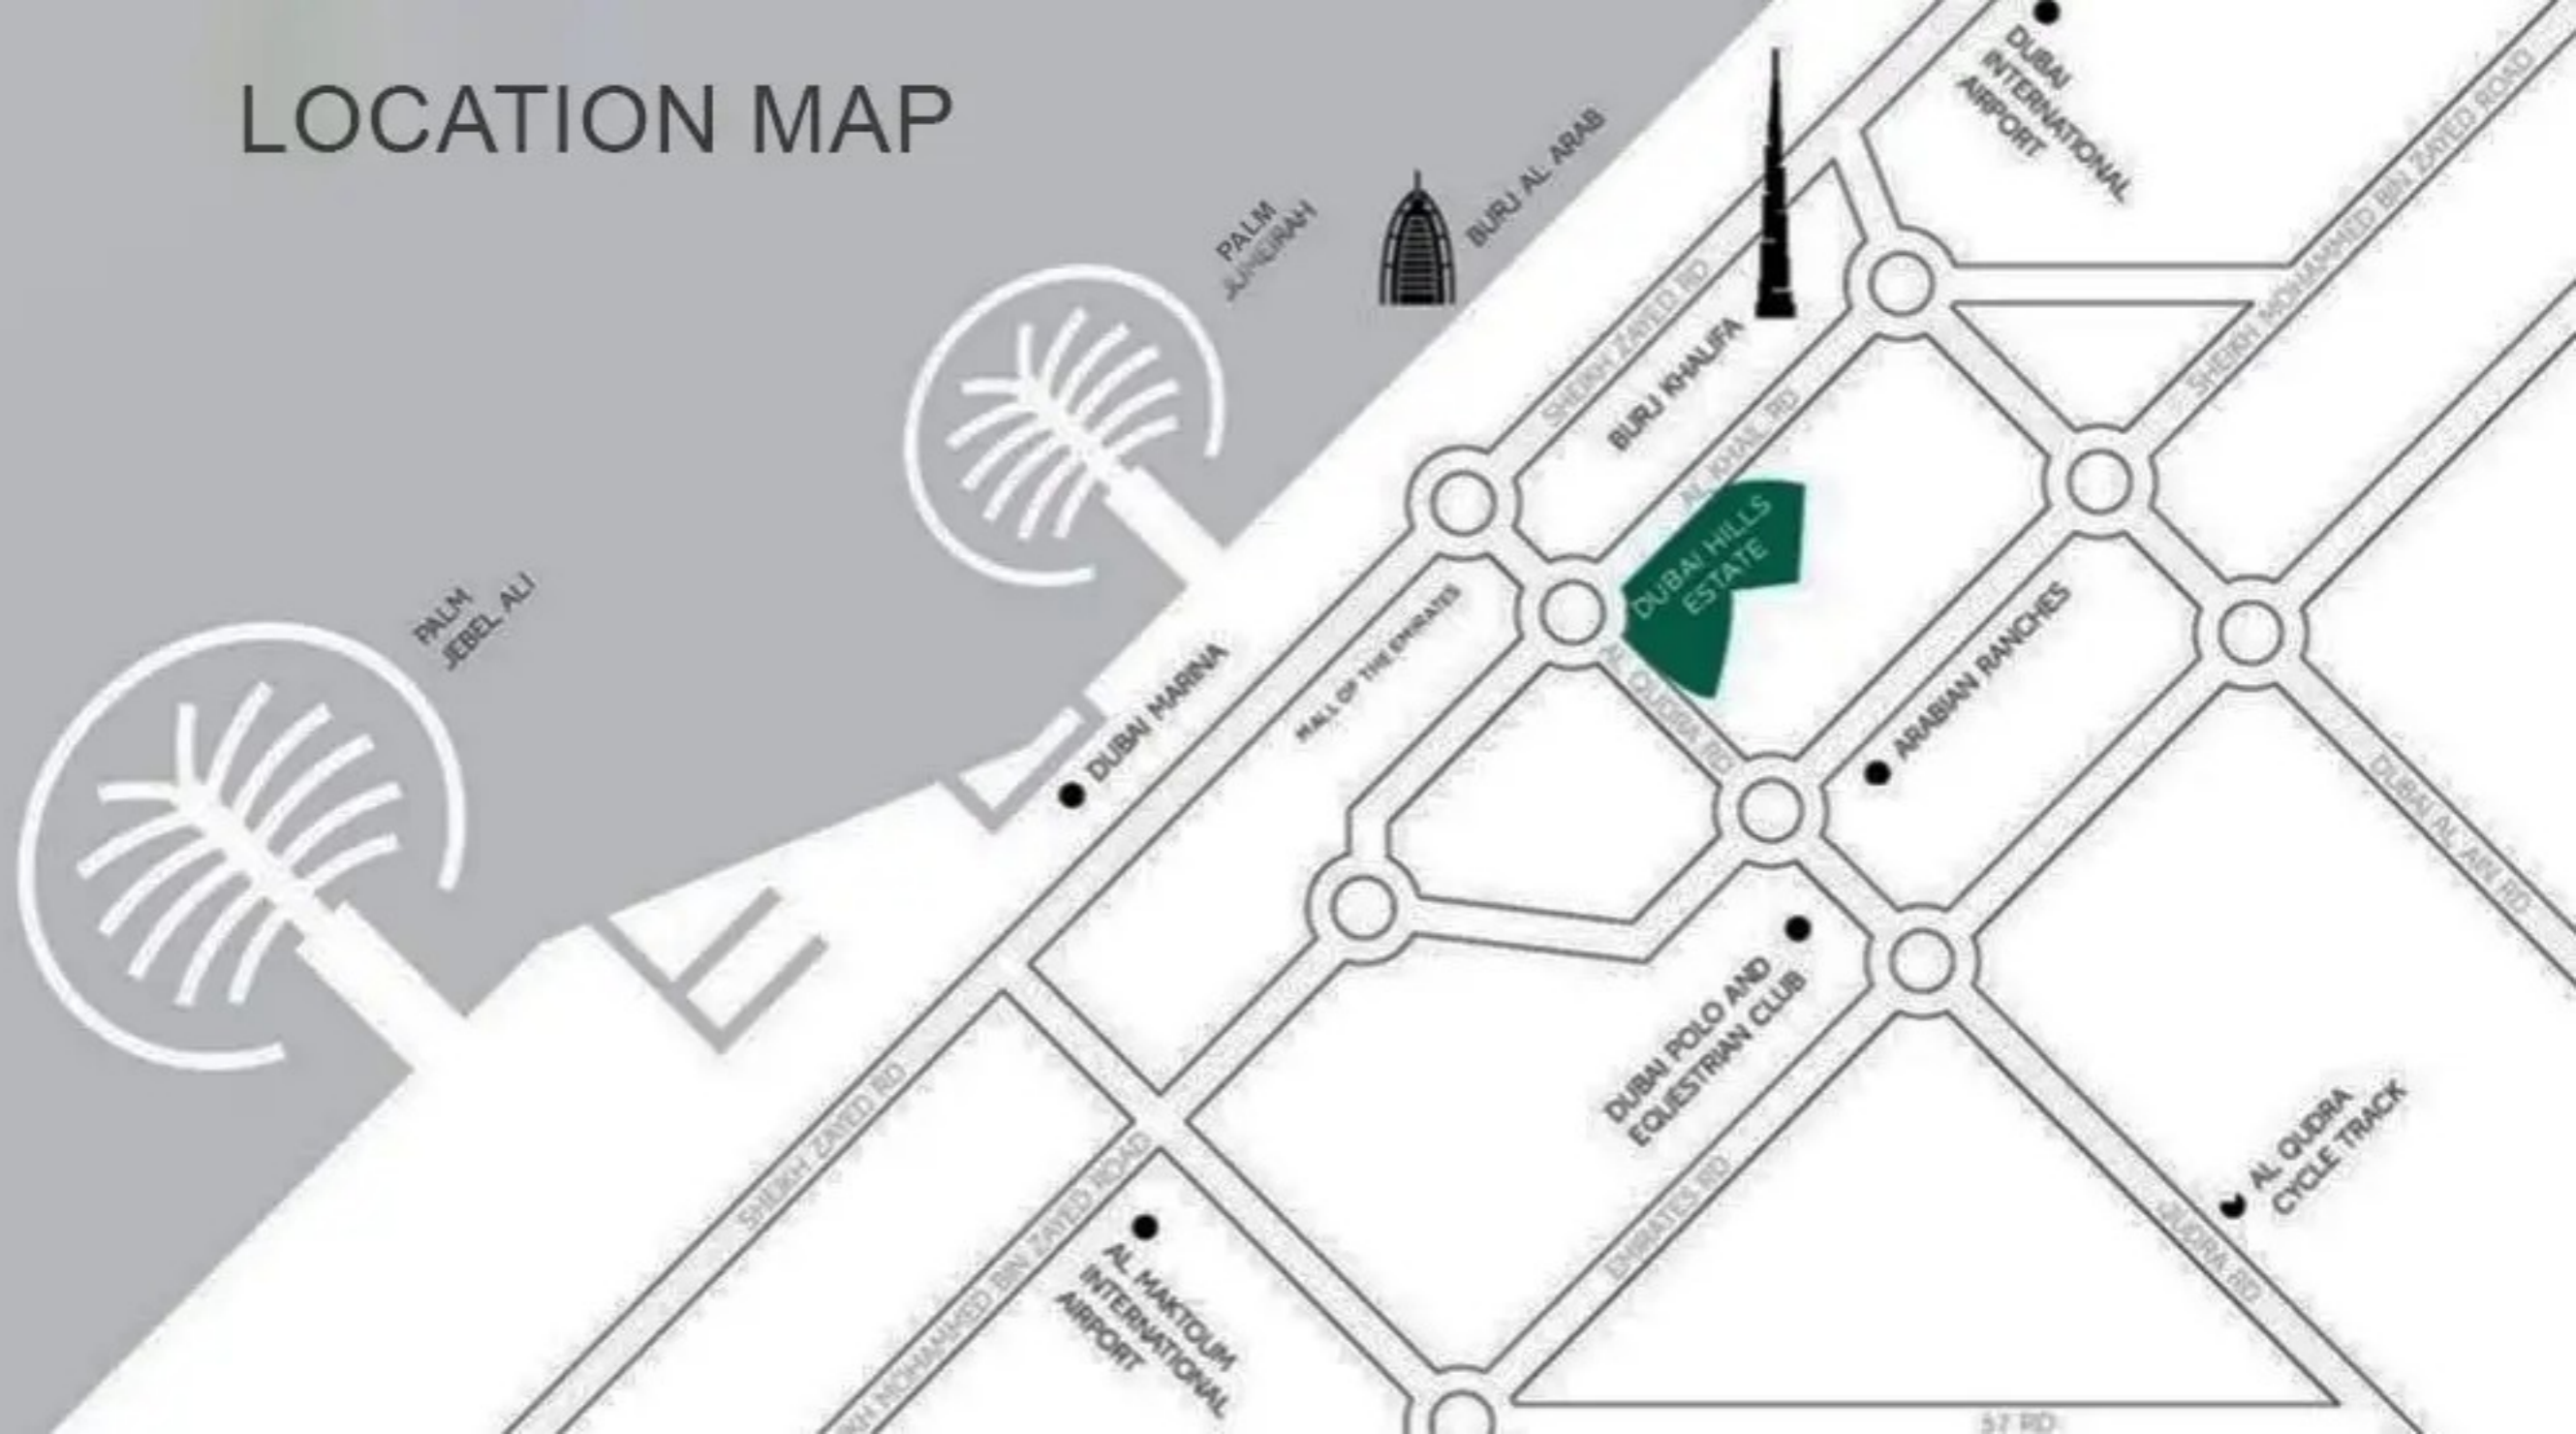 LOCATION MAP
DUBAI
INTERNATIONAL
AIRPORT
SHEIKH MOHAMMED BIN ZAYED ROAD
BURJ AL ARAB
PALM
JUMEIRAH
SHEIKH ZAYED RD
BURJ KHALIFA
AL KHAIL RD
DUBAI HILLS
ESTATE
PALM
JEBEL ALI
MALL OF THE EMIRATES
DUBAI MARINA
AL QUDRA RD
ARABIAN RANCHES
DUBAI AL AIN RD
DUBAI POLO AND
EQUESTRIAN CLUB
SHEIKH ZAYED RD
EMIRATES RD
AL QUDRA
CYCLE TRACK
JUDRA RD
KH MOHAMMED BIN ZAYED ROAD
AL MAKTOUM
INTERNATIONAL
AIRPORT
57 RD